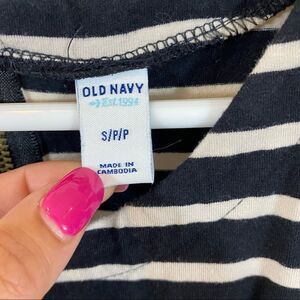 OLD NAVY
Est. 1994
S/P/P
MADE IN
CAMBODIA